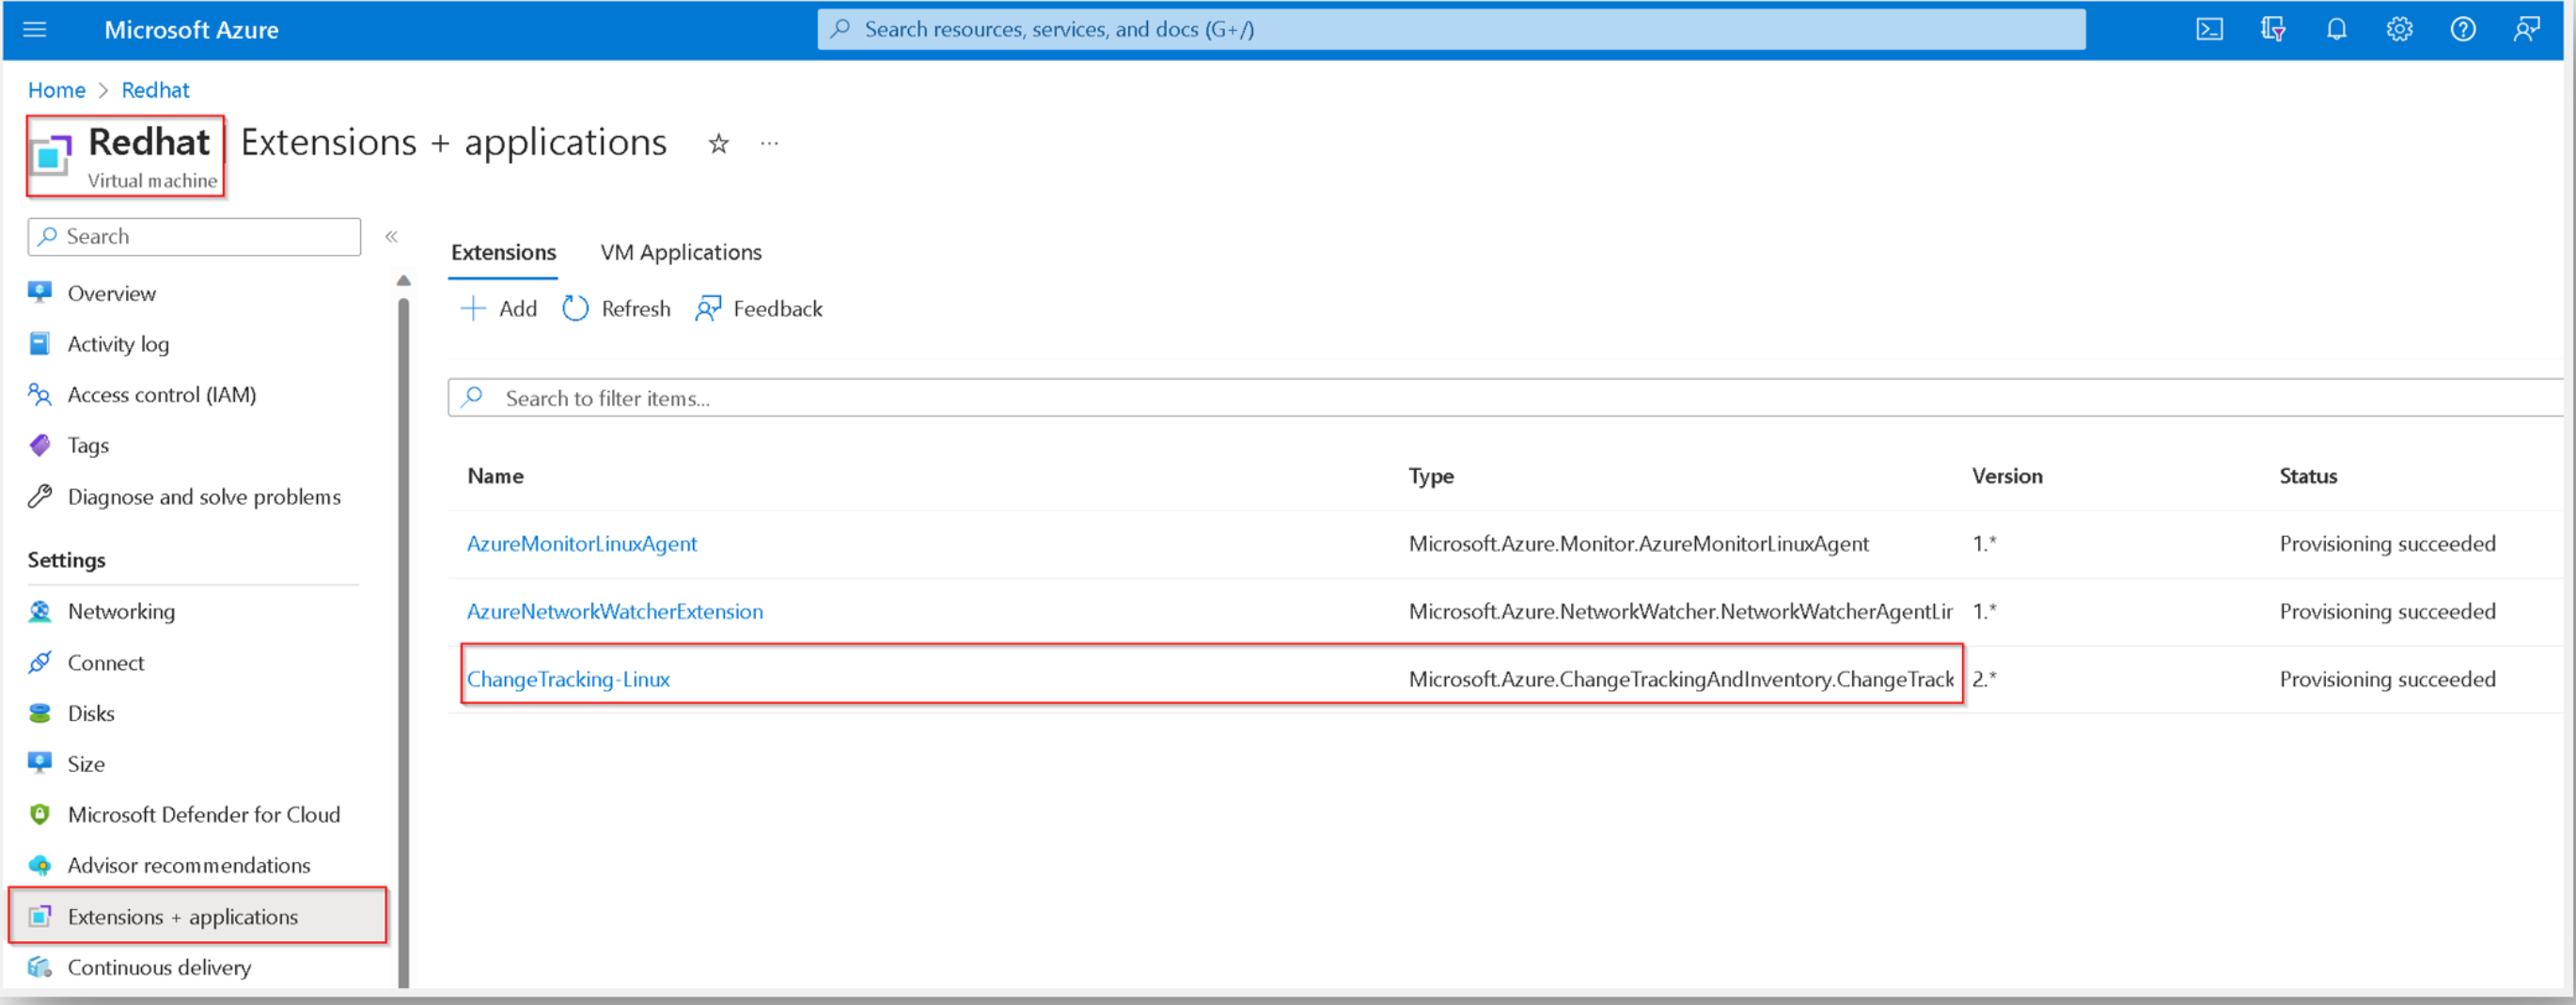 Microsoft Azure
Search resources, services, and docs (G+/)
Home > Redhat
Redhat | Extensions + applications
Virtual machine
Search
Overview
Activity log
Access control (IAM)
Tags
Diagnose and solve problems
Settings
Networking
Connect
Disks
Size
Microsoft Defender for Cloud
Advisor recommendations
Extensions + applications
Continuous delivery
Extensions VM Applications
Add Refresh Feedback
Search to filter items...
Name Type Version Status
AzureMonitorLinuxAgent Microsoft.Azure.Monitor.AzureMonitorLinuxAgent 1.* Provisioning succeeded
AzureNetworkWatcherExtension Microsoft.Azure.NetworkWatcher.NetworkWatcherAgentLir 1.* Provisioning succeeded
ChangeTracking-Linux Microsoft.Azure.ChangeTrackingAndInventory.ChangeTrack 2.* Provisioning succeeded